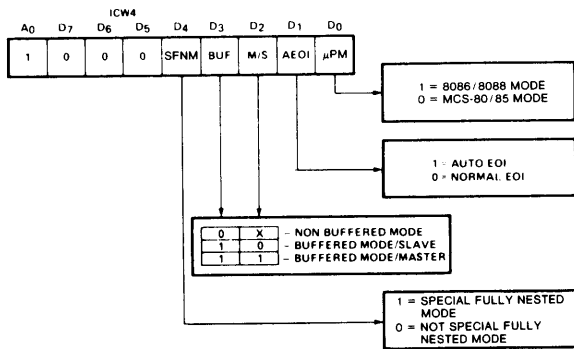 ICW4
A0 D7 D6 D5 D4 D3 D2 D1 D0
1 0 0 0 SFNM BUF M/S AEOI μPM
1 = 8086/8088 MODE
0 = MCS-80/85 MODE
1 = AUTO EOI
0 = NORMAL EOI
0 X – NON BUFFERED MODE
1 0 – BUFFERED MODE/SLAVE
1 1 – BUFFERED MODE/MASTER
1 = SPECIAL FULLY NESTED
MODE
0 = NOT SPECIAL FULLY
NESTED MODE